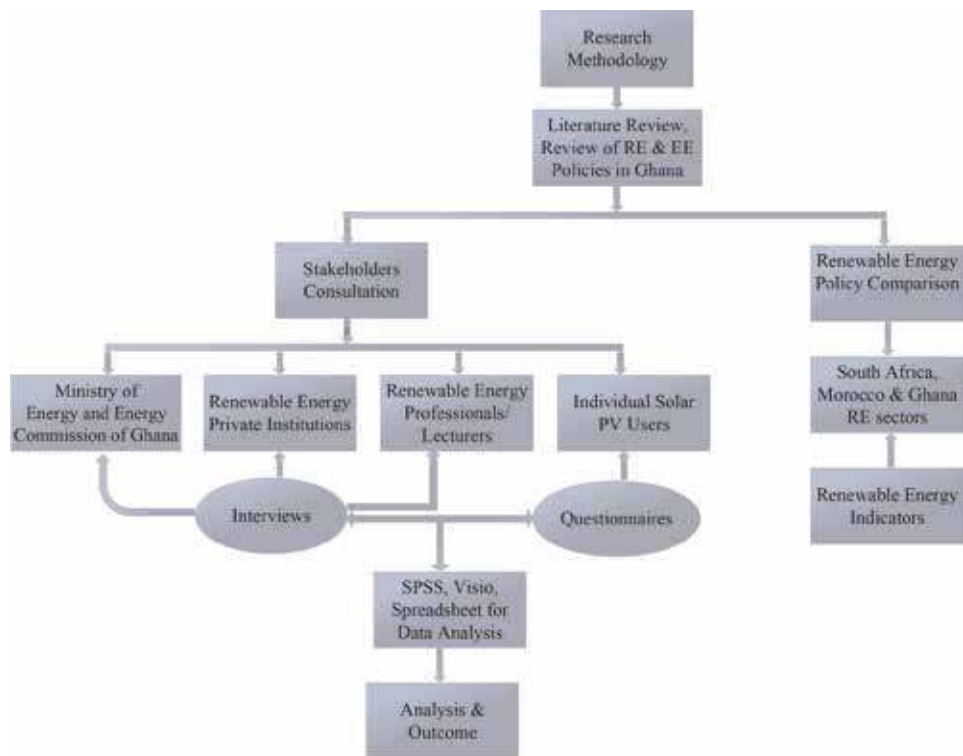 Research
Methodology
Literature Review,
Review of RE & EE
Policies in Ghana
Stakeholders
Consultation
Renewable Energy
Policy Comparison
Ministry of
Energy and Energy
Commission of Ghana
Renewable Energy
Private Institutions
Renewable Energy
Professionals/
Lecturers
Individual Solar
PV Users
South Africa,
Morocco & Ghana
RE sectors
Interviews
Questionnaires
Renewable Energy
Indicators
SPSS, Visio,
Spreadsheet for
Data Analysis
Analysis &
Outcome